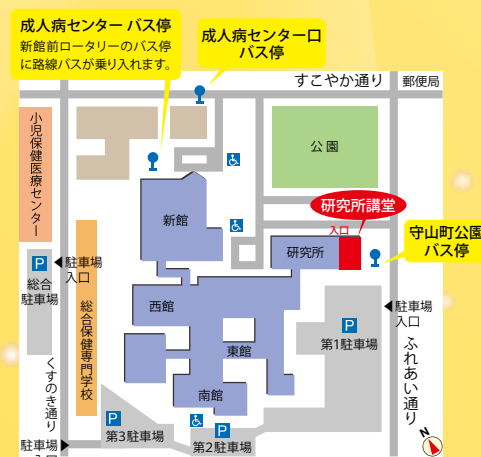 成人病センター バス停
新館前ロータリーのバス停
に路線バスが乗り入れます。
成人病センター口
バス停
すこやか通り
郵便局
小児保健医療センター
公園
新館
研究所講堂
入口
研究所
守山町公園
バス停
P
駐車場
入口
総合
駐車場
総合保健専門学校
西館
東館
南館
P
第1駐車場
駐車場
入口
ふれあい通り
くすのき通り
P
第3駐車場
P
第2駐車場
駐車場
N